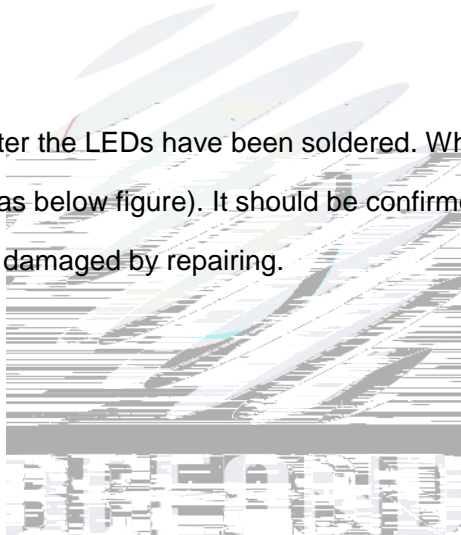 ter the LEDs have been soldered. Wh
as below figure). It should be confirme
damaged by repairing.